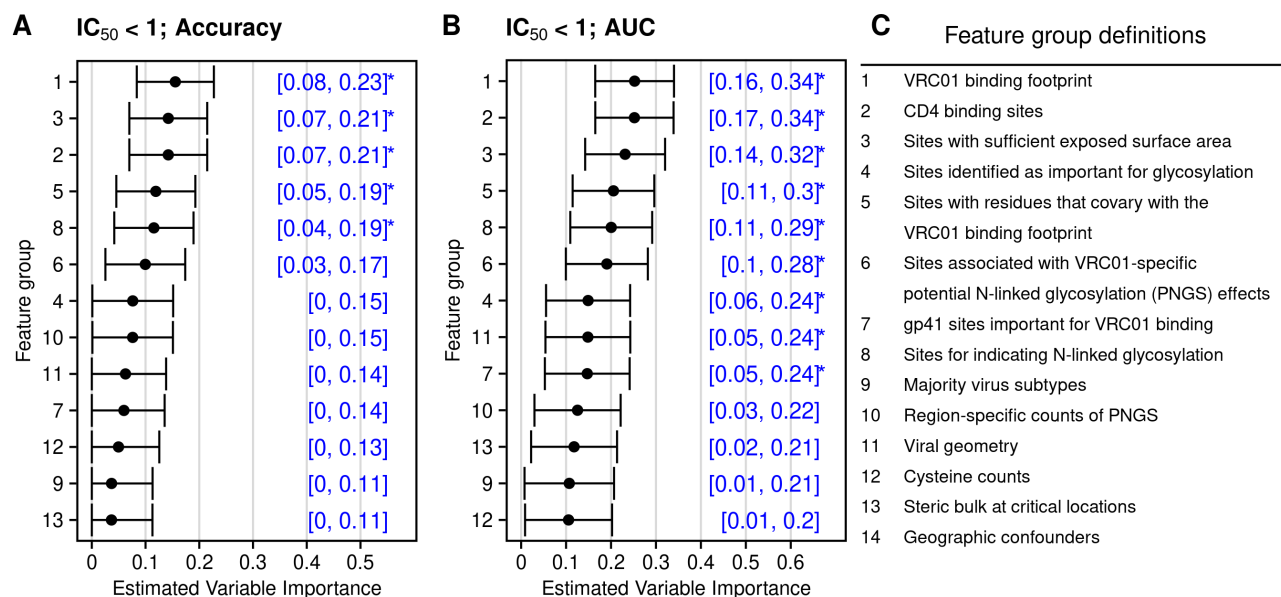 A
IC50 < 1; Accuracy
Feature group
1
[0.08, 0.23]*
3
[0.07, 0.21]*
2
[0.07, 0.21]*
5
[0.05, 0.19]*
8
[0.04, 0.19]*
6
[0.03, 0.17]
4
[0, 0.15]
10
[0, 0.15]
11
[0, 0.14]
7
[0, 0.14]
12
[0, 0.13]
9
[0, 0.11]
13
[0, 0.11]
0 0.1 0.2 0.3 0.4 0.5
Estimated Variable Importance
B
IC50 < 1; AUC
Feature group
1
[0.16, 0.34]*
2
[0.17, 0.34]*
3
[0.14, 0.32]*
5
[0.11, 0.3]*
8
[0.11, 0.29]*
6
[0.1, 0.28]*
4
[0.06, 0.24]*
11
[0.05, 0.24]*
7
[0.05, 0.24]*
10
[0.03, 0.22]
13
[0.02, 0.21]
9
[0.01, 0.21]
12
[0.01, 0.2]
0 0.1 0.2 0.3 0.4 0.5 0.6
Estimated Variable Importance
C
Feature group definitions
1 VRC01 binding footprint
2 CD4 binding sites
3 Sites with sufficient exposed surface area
4 Sites identified as important for glycosylation
5 Sites with residues that covary with the
VRC01 binding footprint
6 Sites associated with VRC01-specific
potential N-linked glycosylation (PNGS) effects
7 gp41 sites important for VRC01 binding
8 Sites for indicating N-linked glycosylation
9 Majority virus subtypes
10 Region-specific counts of PNGS
11 Viral geometry
12 Cysteine counts
13 Steric bulk at critical locations
14 Geographic confounders